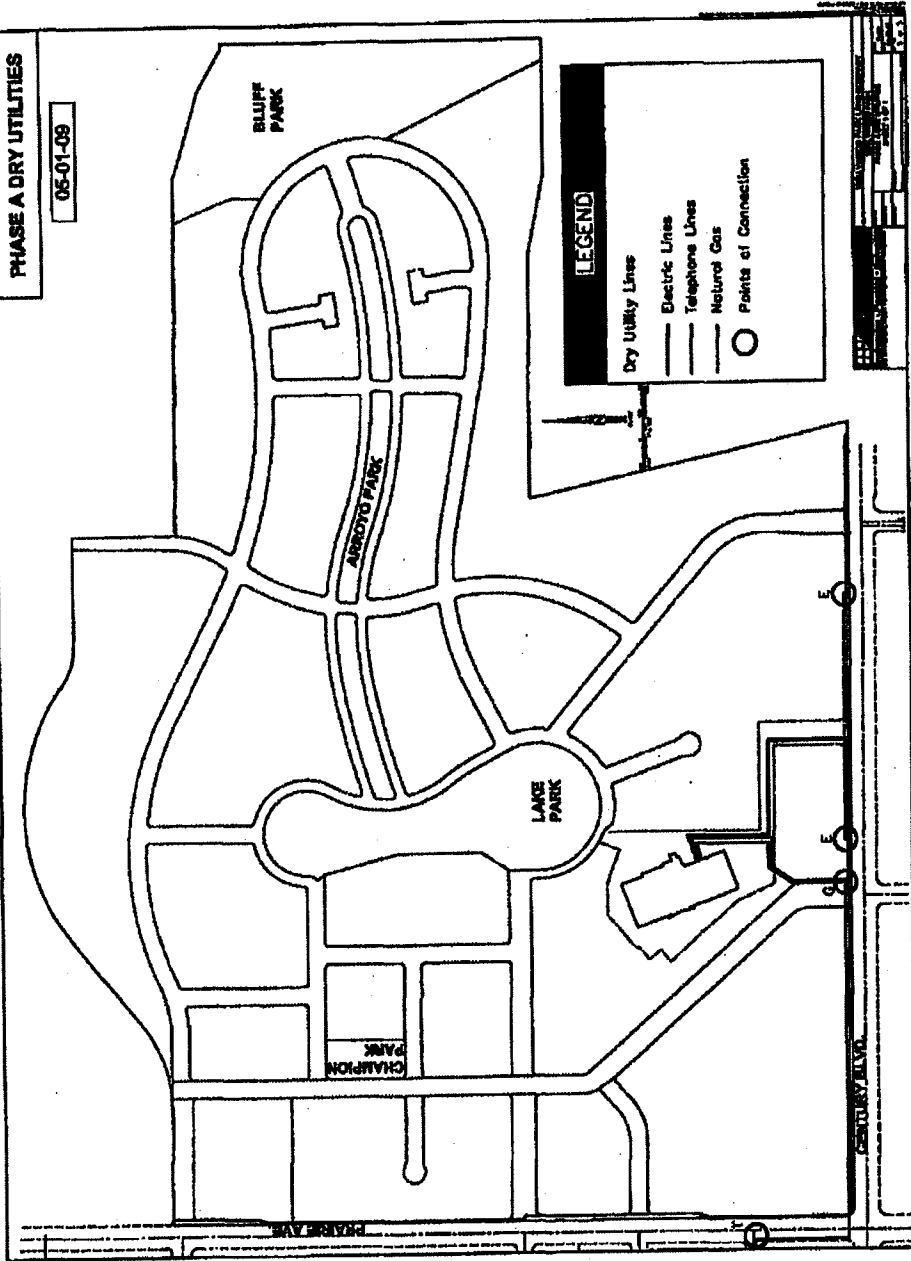 PHASE A DRY UTILITIES
05-01-09
BLUFF
PARK
ARROYO PARK
LAKE
PARK
CHAMPION
PARK
PRAIRIE AVE
CENTURY BLVD.
E
E
G
T
LEGEND
Dry Utility Lines
Electric Lines
Telephone Lines
Natural Gas
Points of Connection